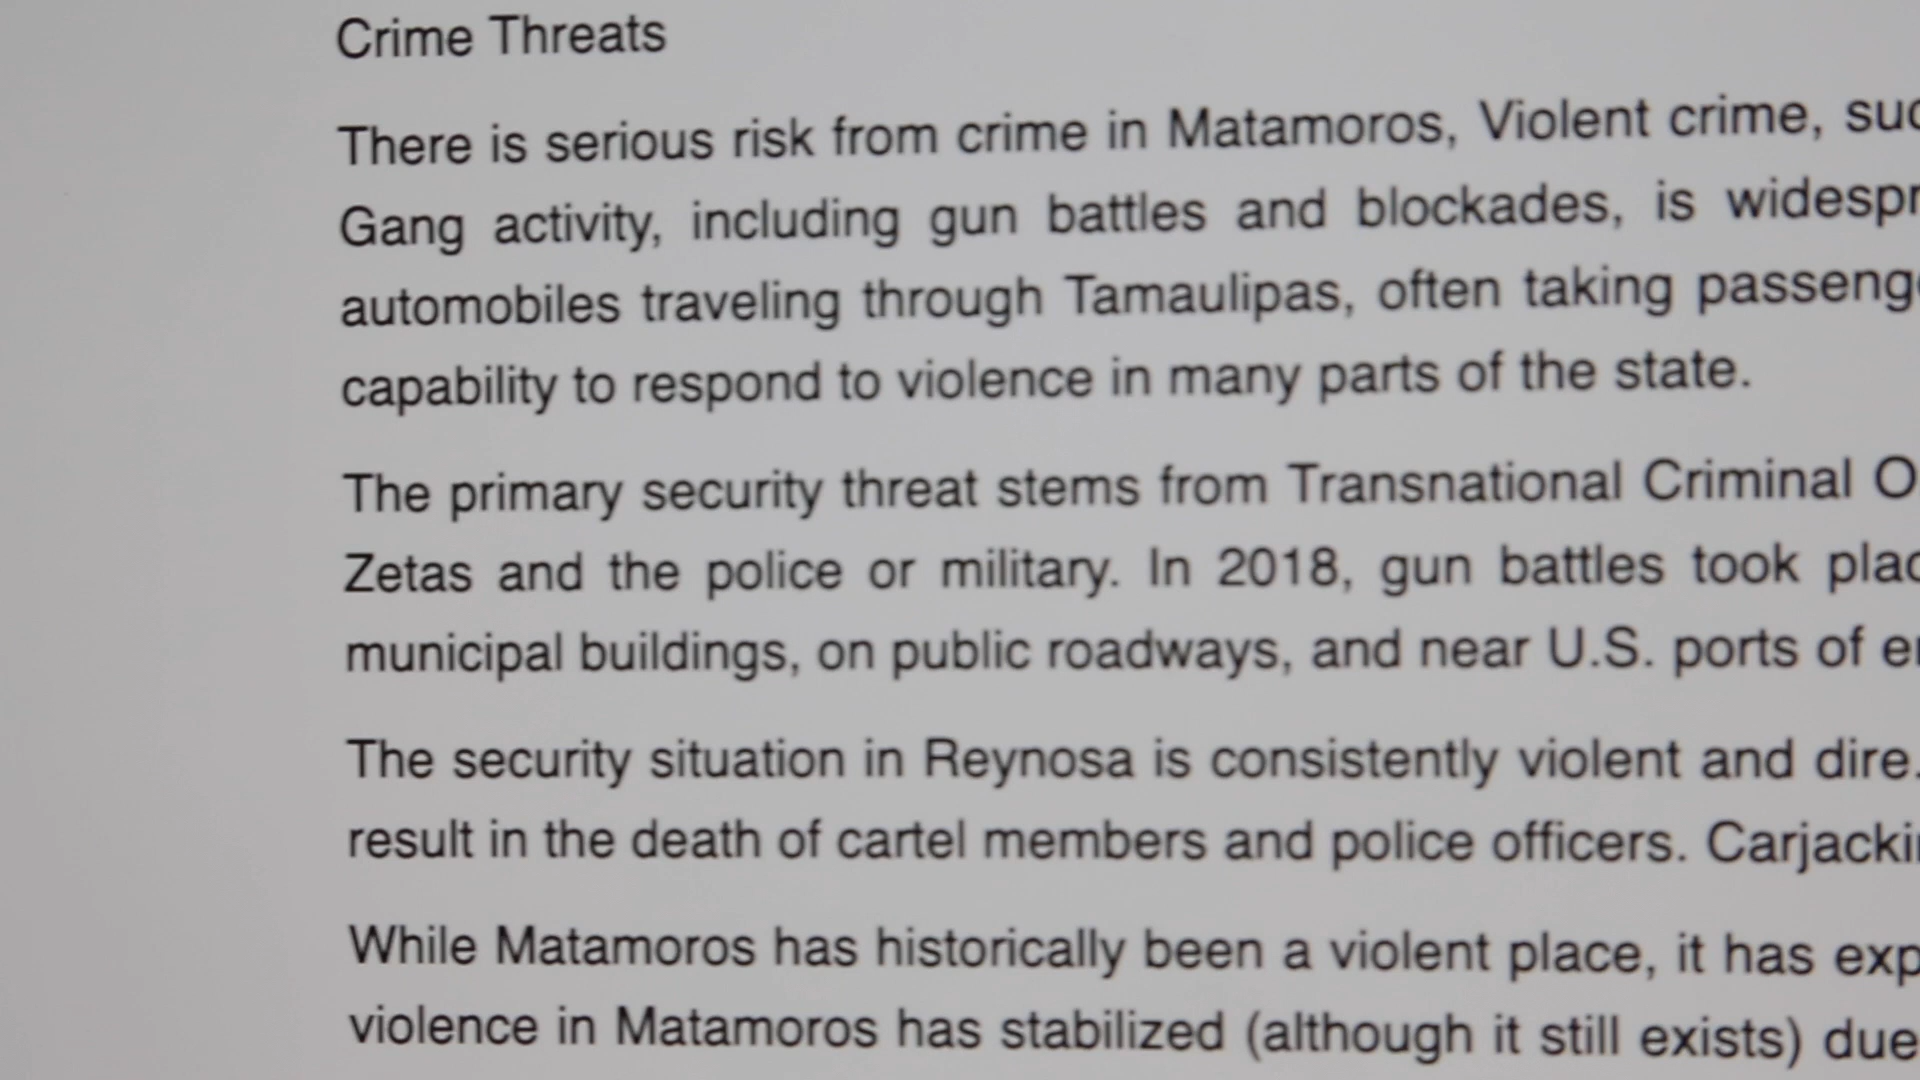 Crime Threats
There is serious risk from crime in Matamoros, Violent crime,
Gang activity, including gun battles and blockades, is
automobiles traveling through Tamaulipas, often taking
capability to respond to violence in many parts of the state.
The primary security threat stems from Transnational Criminal
Zetas and the police or military. In 2018, gun battles took
municipal buildings, on public roadways, and near U.S. ports of
The security situation in Reynosa is consistently violent and dire.
result in the death of cartel members and police officers.
While Matamoros has historically been a violent place, it has
violence in Matamoros has stabilized (although it still exists) due